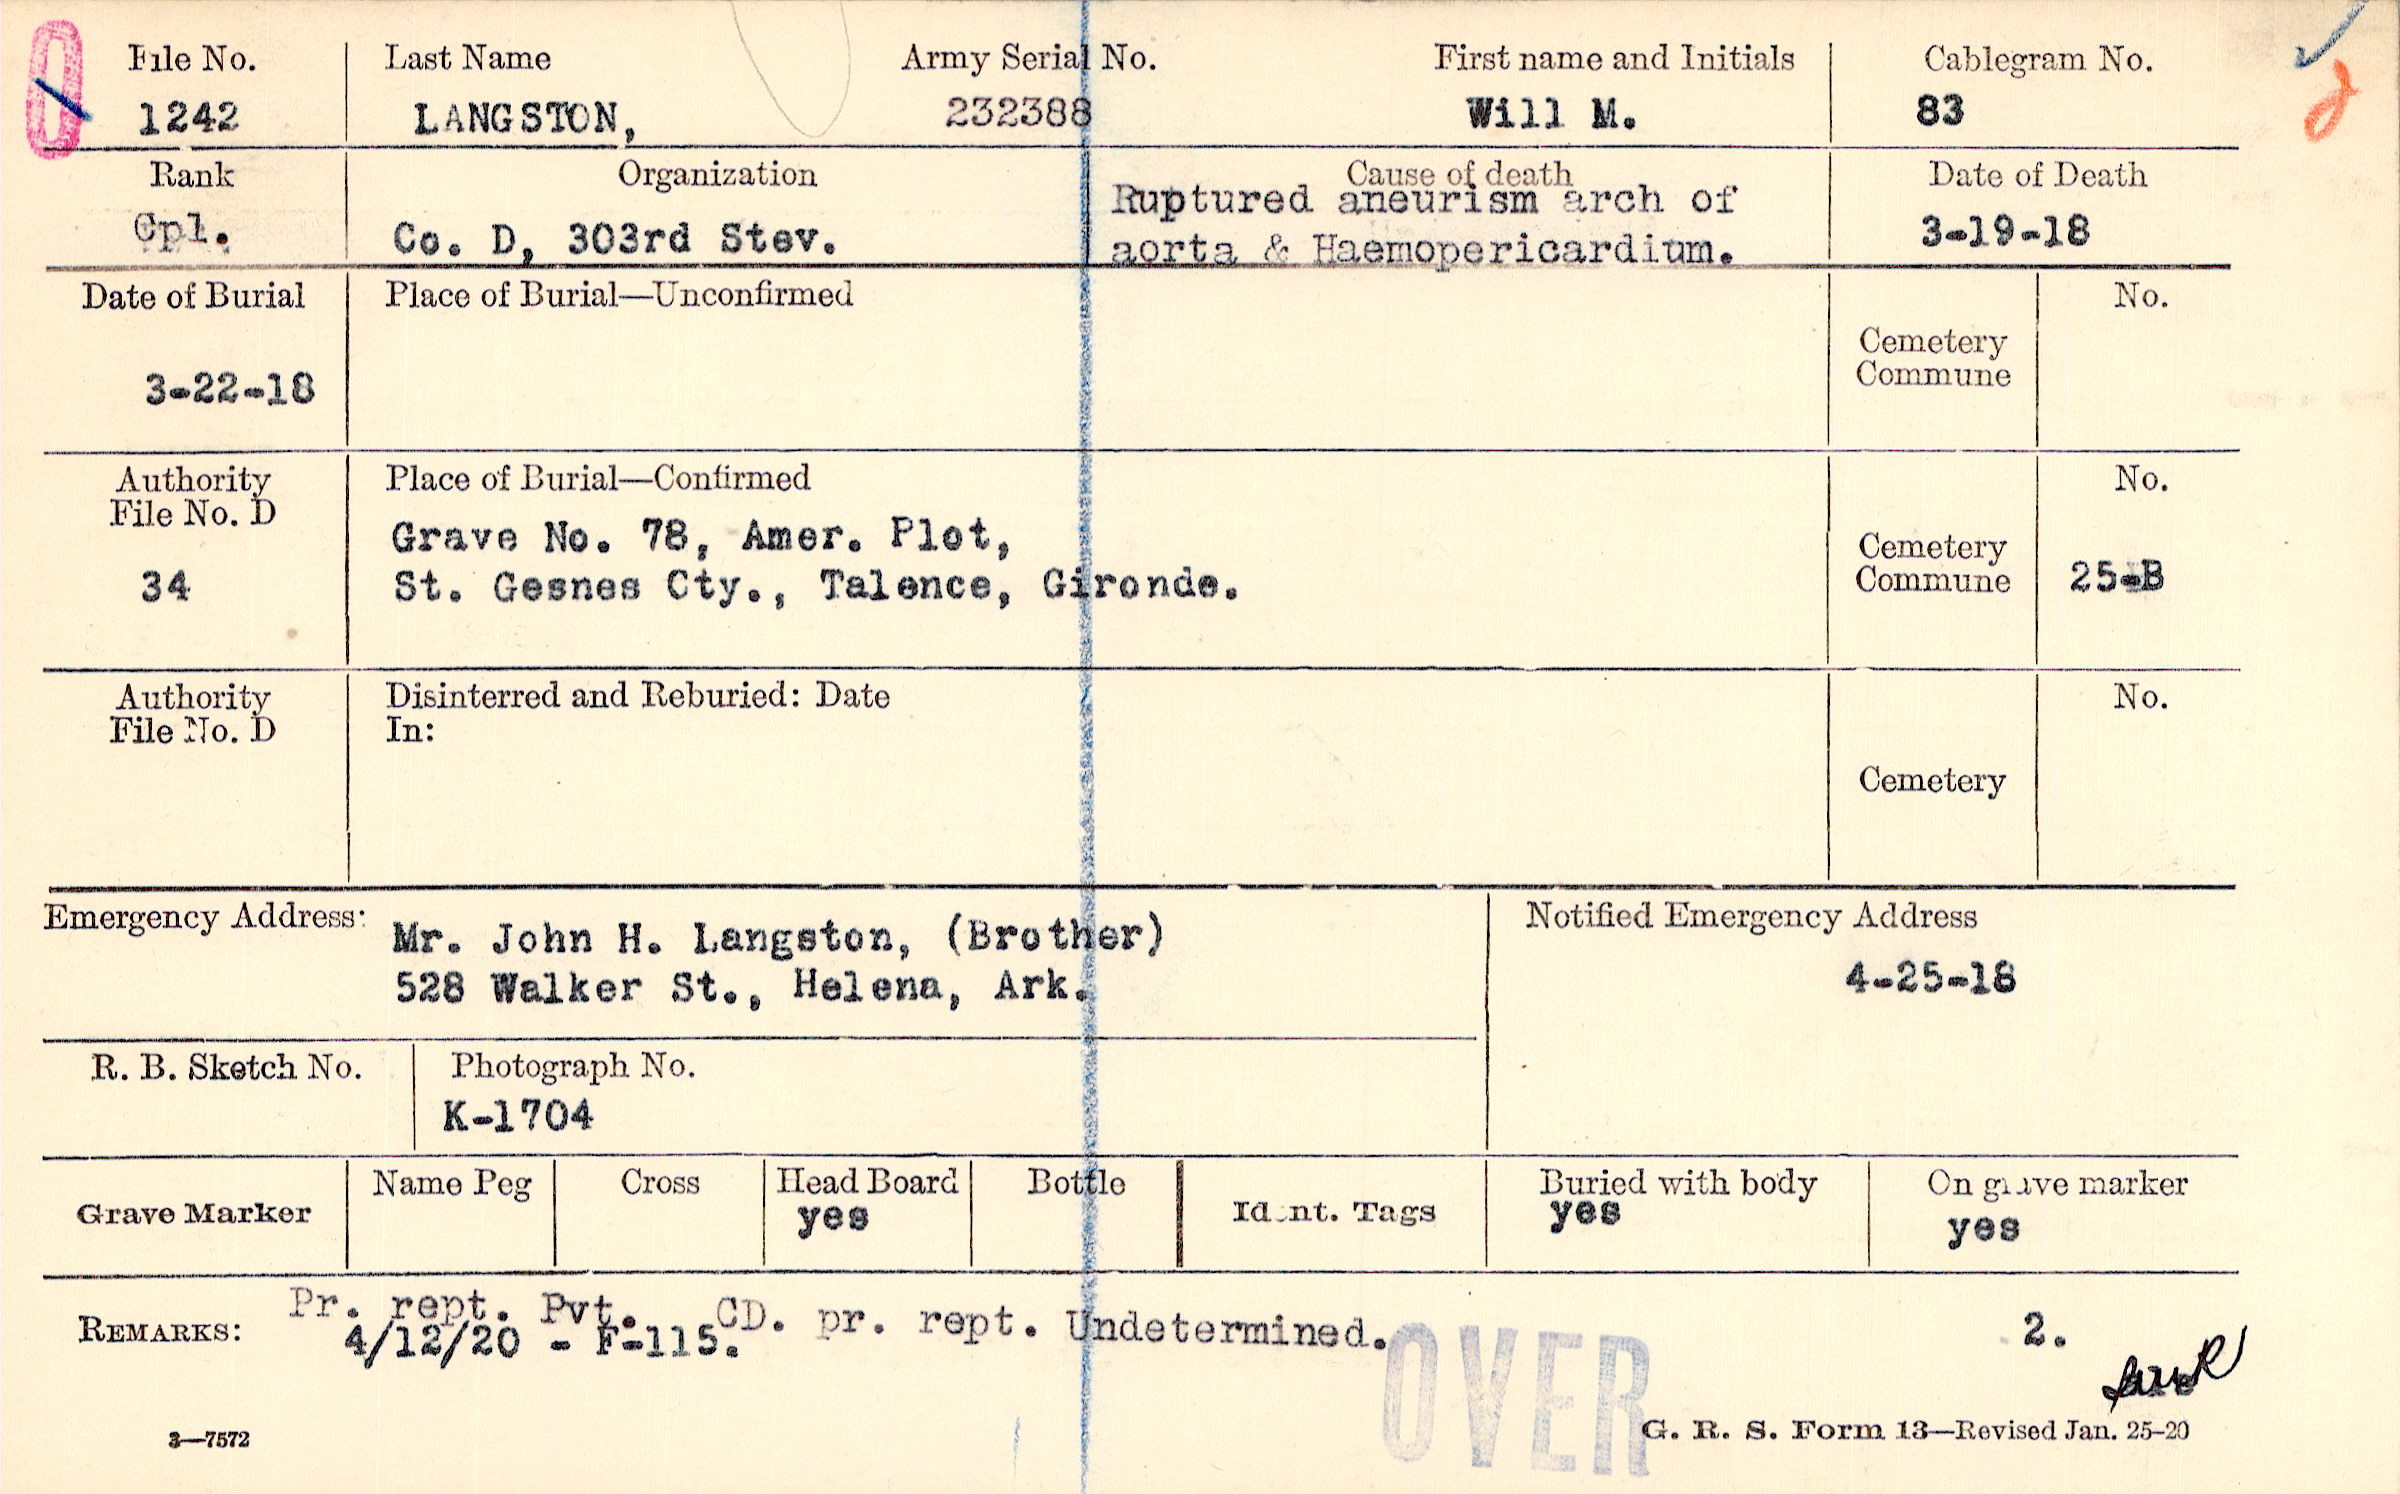 File No.
Last Name
Army Serial No.
First name and Initials
Cablegram No.
1242
LANGSTON,
232388
Will M.
83
Rank
Organization
Cause of death
Date of Death
Cpl.
Co. D, 303rd Stev.
Ruptured aneurism arch of
aorta & Haemopericardium.
3-19-18
Date of Burial
Place of Burial—Unconfirmed
Cemetery
Commune
No.
3-22-18
Authority
File No. D
Place of Burial—Confirmed
Cemetery
Commune
No.
34
Grave No. 78, Amer. Plot,
St. Gesnes Cty., Talence, Gironde.
25-B
Authority
File No. D
Disinterred and Reburied: Date
In:
Cemetery
No.
Emergency Address:
Mr. John H. Langston, (Brother)
528 Walker St., Helena, Ark.
Notified Emergency Address
4-25-18
R. B. Sketch No.
Photograph No.
K-1704
Grave Marker
Name Peg
Cross
Head Board
yes
Bottle
Ident. Tags
Buried with body
yes
On grave marker
yes
REMARKS:
Pr. rept. Pvt. CD. pr. rept. Undetermined.
4/12/20 - F-115.
2.
OVER
3—7572
G. R. S. Form 13—Revised Jan. 25-20